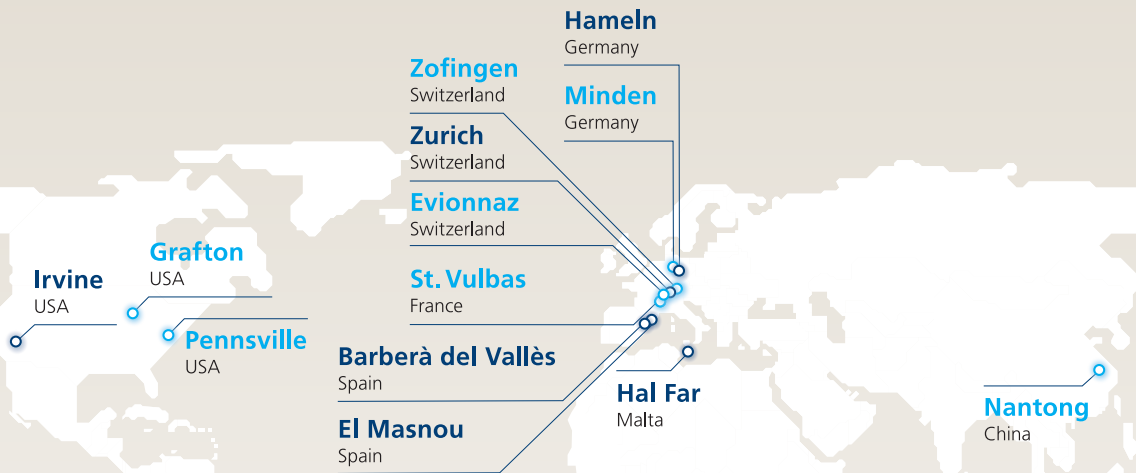 Hameln
Germany
Zofingen
Switzerland
Minden
Germany
Zurich
Switzerland
Evionnaz
Switzerland
Grafton
USA
Irvine
USA
St. Vulbas
France
Pennsville
USA
Barberà del Vallès
Spain
Hal Far
Malta
Nantong
China
El Masnou
Spain